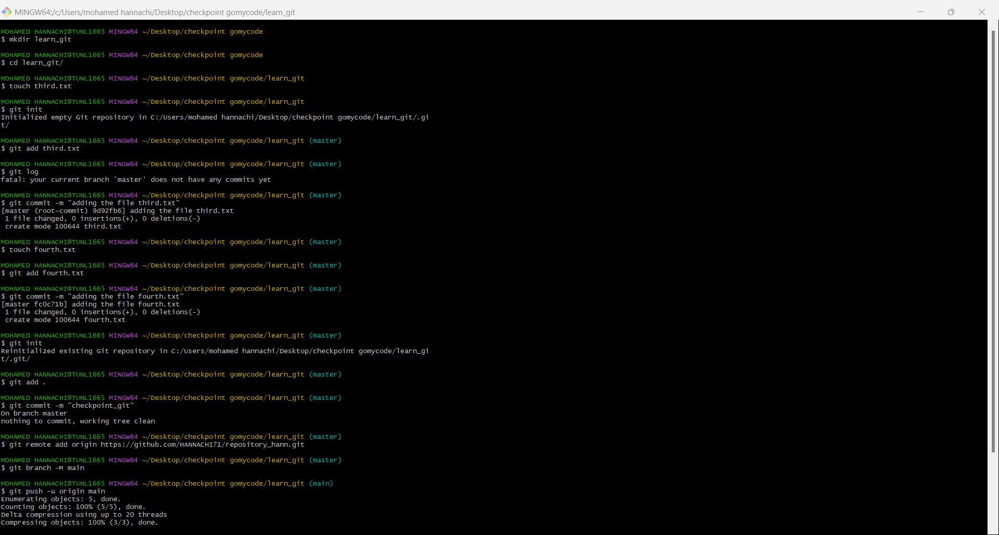 MINGW64:/c/Users/mohamed hannachi/Desktop/checkpoint gomycode/learn_git
MOHAMED HANNACHI@TUNL1665 MINGW64 ~/Desktop/checkpoint gomycode
$ mkdir learn_git
MOHAMED HANNACHI@TUNL1665 MINGW64 ~/Desktop/checkpoint gomycode
$ cd learn_git/
MOHAMED HANNACHI@TUNL1665 MINGW64 ~/Desktop/checkpoint gomycode/learn_git
$ touch third.txt
MOHAMED HANNACHI@TUNL1665 MINGW64 ~/Desktop/checkpoint gomycode/learn_git
$ git init
Initialized empty Git repository in C:/Users/mohamed hannachi/Desktop/checkpoint gomycode/learn_git/.gi
t/
MOHAMED HANNACHI@TUNL1665 MINGW64 ~/Desktop/checkpoint gomycode/learn_git (master)
$ git add third.txt
MOHAMED HANNACHI@TUNL1665 MINGW64 ~/Desktop/checkpoint gomycode/learn_git (master)
$ git log
fatal: your current branch 'master' does not have any commits yet
MOHAMED HANNACHI@TUNL1665 MINGW64 ~/Desktop/checkpoint gomycode/learn_git (master)
$ git commit -m "adding the file third.txt"
[master (root-commit) 9d92fb6] adding the file third.txt
1 file changed, 0 insertions(+), 0 deletions(-)
create mode 100644 third.txt
MOHAMED HANNACHI@TUNL1665 MINGW64 ~/Desktop/checkpoint gomycode/learn_git (master)
$ touch fourth.txt
MOHAMED HANNACHI@TUNL1665 MINGW64 ~/Desktop/checkpoint gomycode/learn_git (master)
$ git add fourth.txt
MOHAMED HANNACHI@TUNL1665 MINGW64 ~/Desktop/checkpoint gomycode/learn_git (master)
$ git commit -m "adding the file fourth.txt"
[master fc0c71b] adding the file fourth.txt
1 file changed, 0 insertions(+), 0 deletions(-)
create mode 100644 fourth.txt
MOHAMED HANNACHI@TUNL1665 MINGW64 ~/Desktop/checkpoint gomycode/learn_git (master)
$ git init
Reinitialized existing Git repository in C:/Users/mohamed hannachi/Desktop/checkpoint gomycode/learn_gi
t/.git/
MOHAMED HANNACHI@TUNL1665 MINGW64 ~/Desktop/checkpoint gomycode/learn_git (master)
$ git add .
MOHAMED HANNACHI@TUNL1665 MINGW64 ~/Desktop/checkpoint gomycode/learn_git (master)
$ git commit -m "checkpoint_git"
On branch master
nothing to commit, working tree clean
MOHAMED HANNACHI@TUNL1665 MINGW64 ~/Desktop/checkpoint gomycode/learn_git (master)
$ git remote add origin https://github.com/HANNACHI71/repository_hann.git
MOHAMED HANNACHI@TUNL1665 MINGW64 ~/Desktop/checkpoint gomycode/learn_git (master)
$ git branch -M main
MOHAMED HANNACHI@TUNL1665 MINGW64 ~/Desktop/checkpoint gomycode/learn_git (main)
$ git push -u origin main
Enumerating objects: 5, done.
Counting objects: 100% (5/5), done.
Delta compression using up to 20 threads
Compressing objects: 100% (3/3), done.